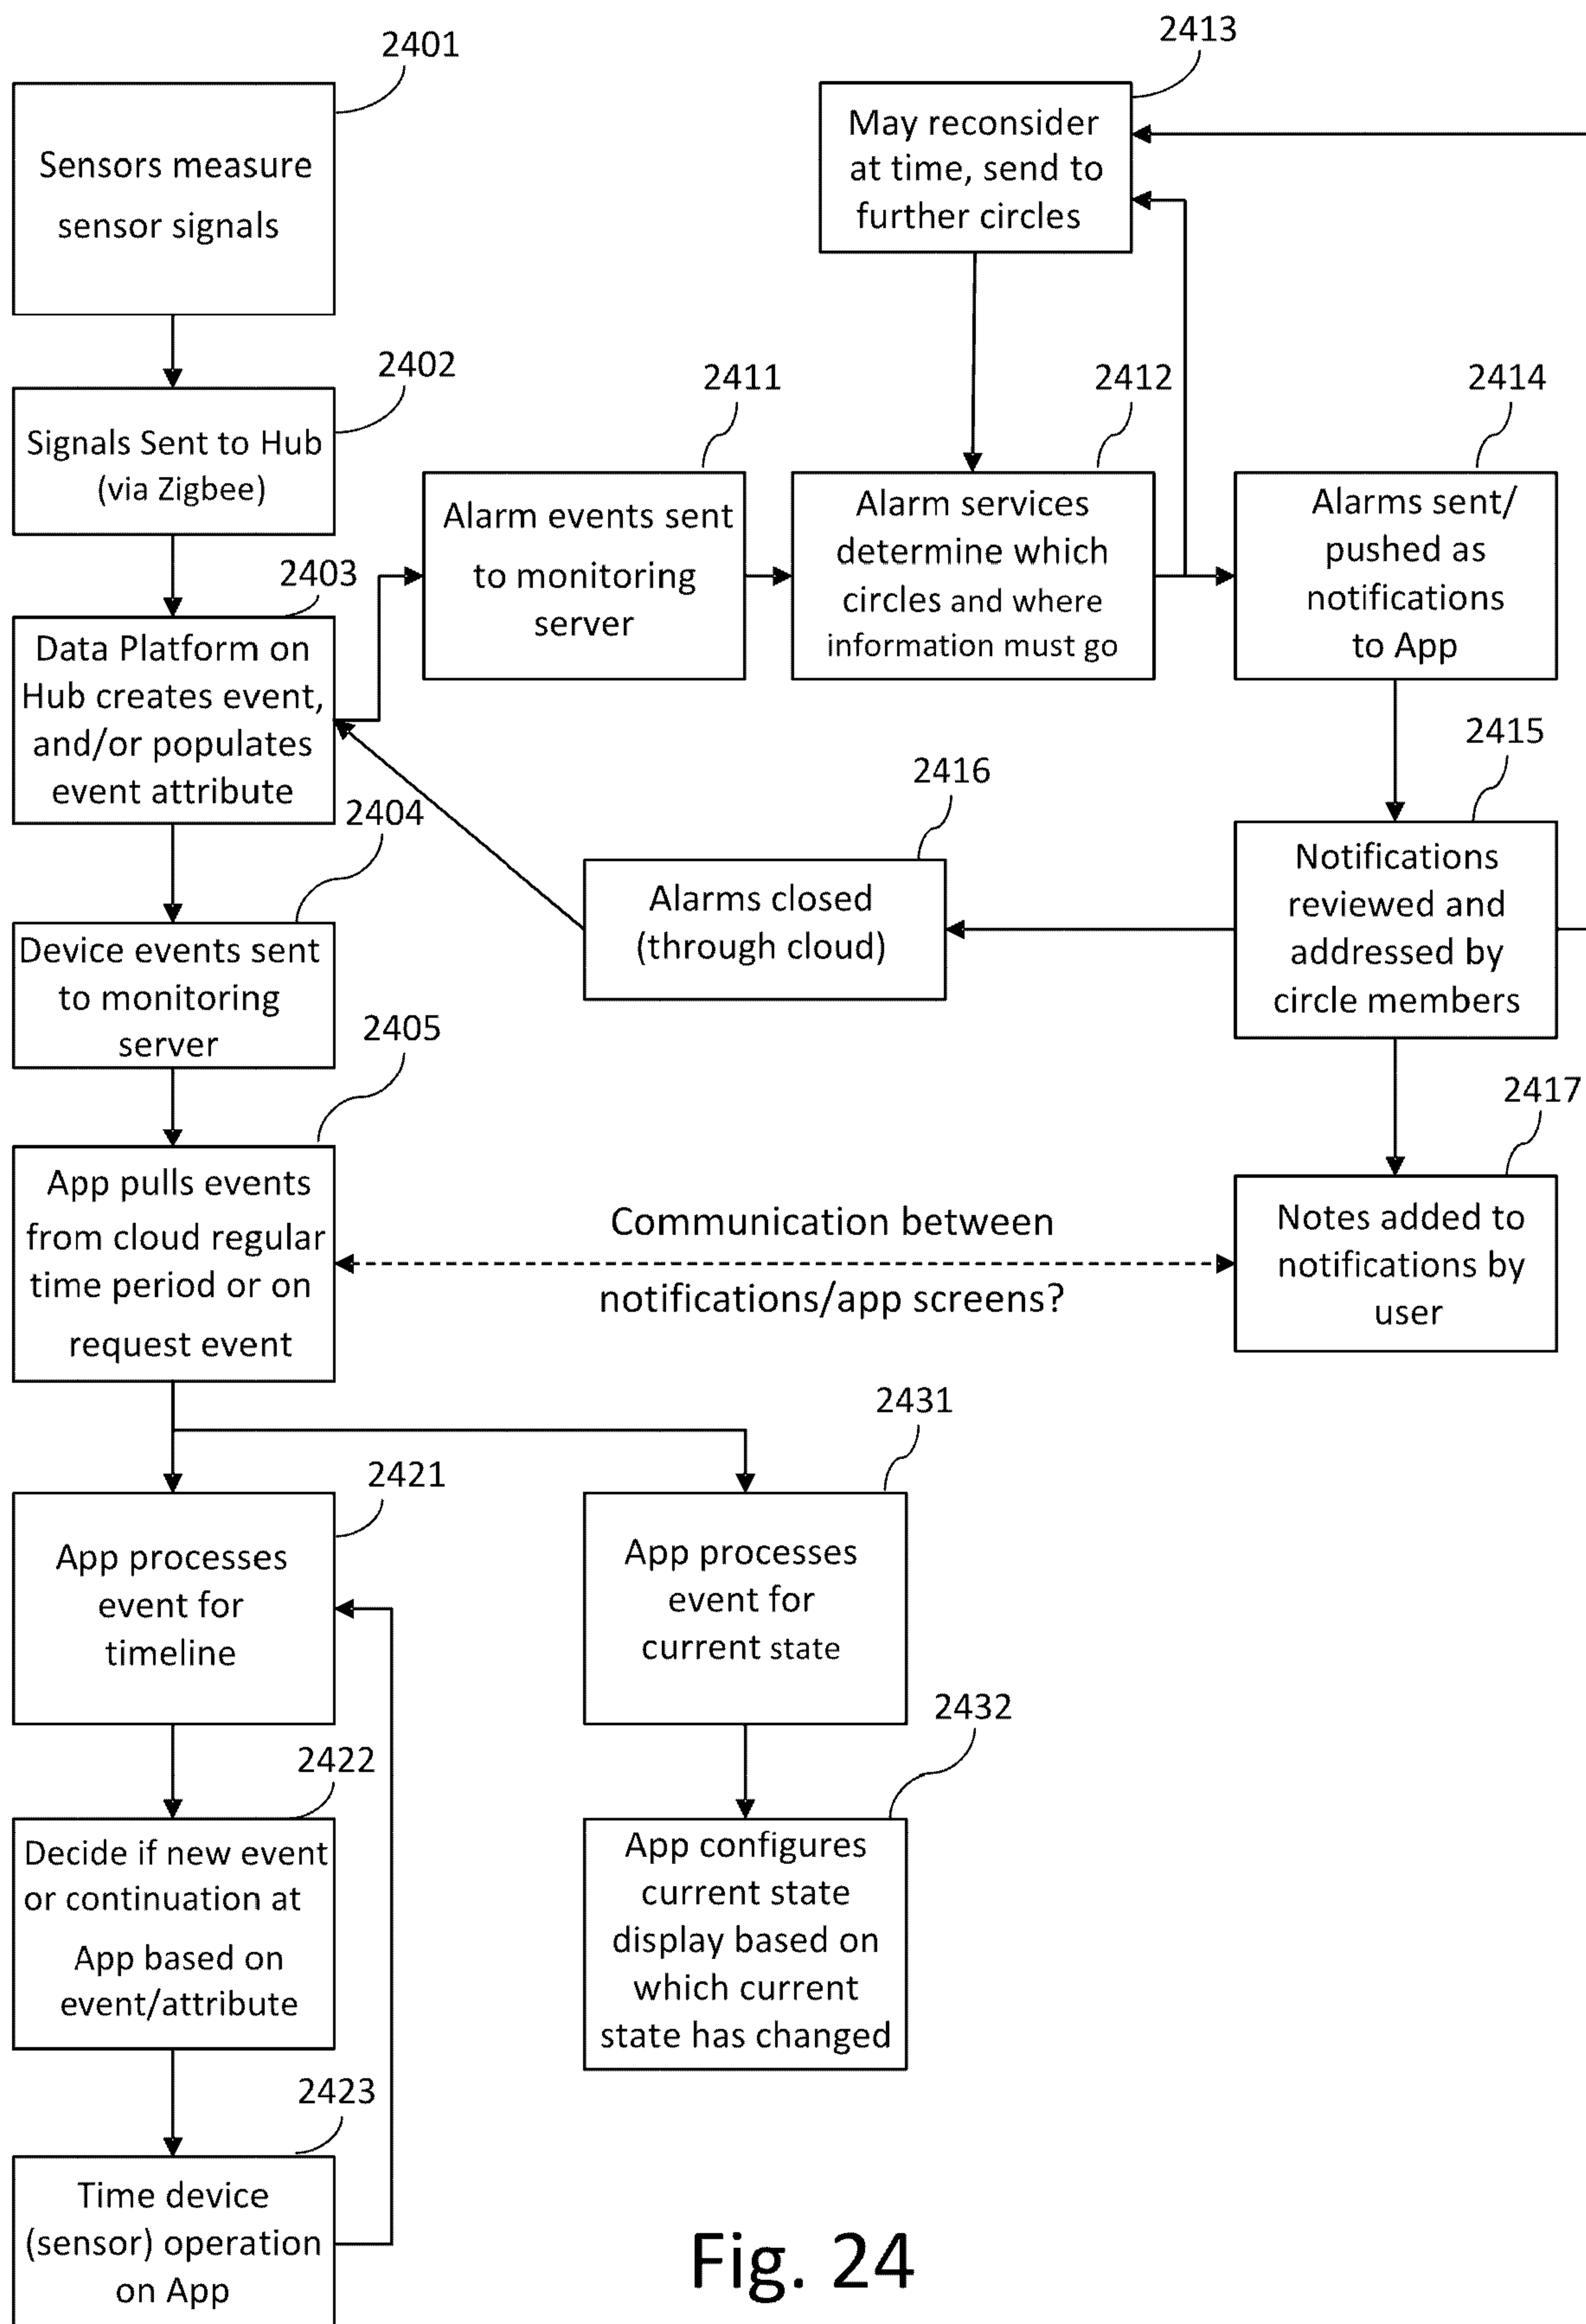 2401
Sensors measure
sensor signals
2402
Signals Sent to Hub
(via Zigbee)
2403
Data Platform on
Hub creates event,
and/or populates
event attribute
2404
Device events sent
to monitoring
server
2405
App pulls events
from cloud regular
time period or on
request event
2411
Alarm events sent
to monitoring
server
2412
Alarm services
determine which
circles and where
information must go
2413
May reconsider
at time, send to
further circles
2414
Alarms sent/
pushed as
notifications
to App
2415
Notifications
reviewed and
addressed by
circle members
2416
Alarms closed
(through cloud)
2417
Notes added to
notifications by
user
Communication between
notifications/app screens?
2421
App processes
event for
timeline
2422
Decide if new event
or continuation at
App based on
event/attribute
2423
Time device
(sensor) operation
on App
2431
App processes
event for
current state
2432
App configures
current state
display based on
which current
state has changed
Fig. 24